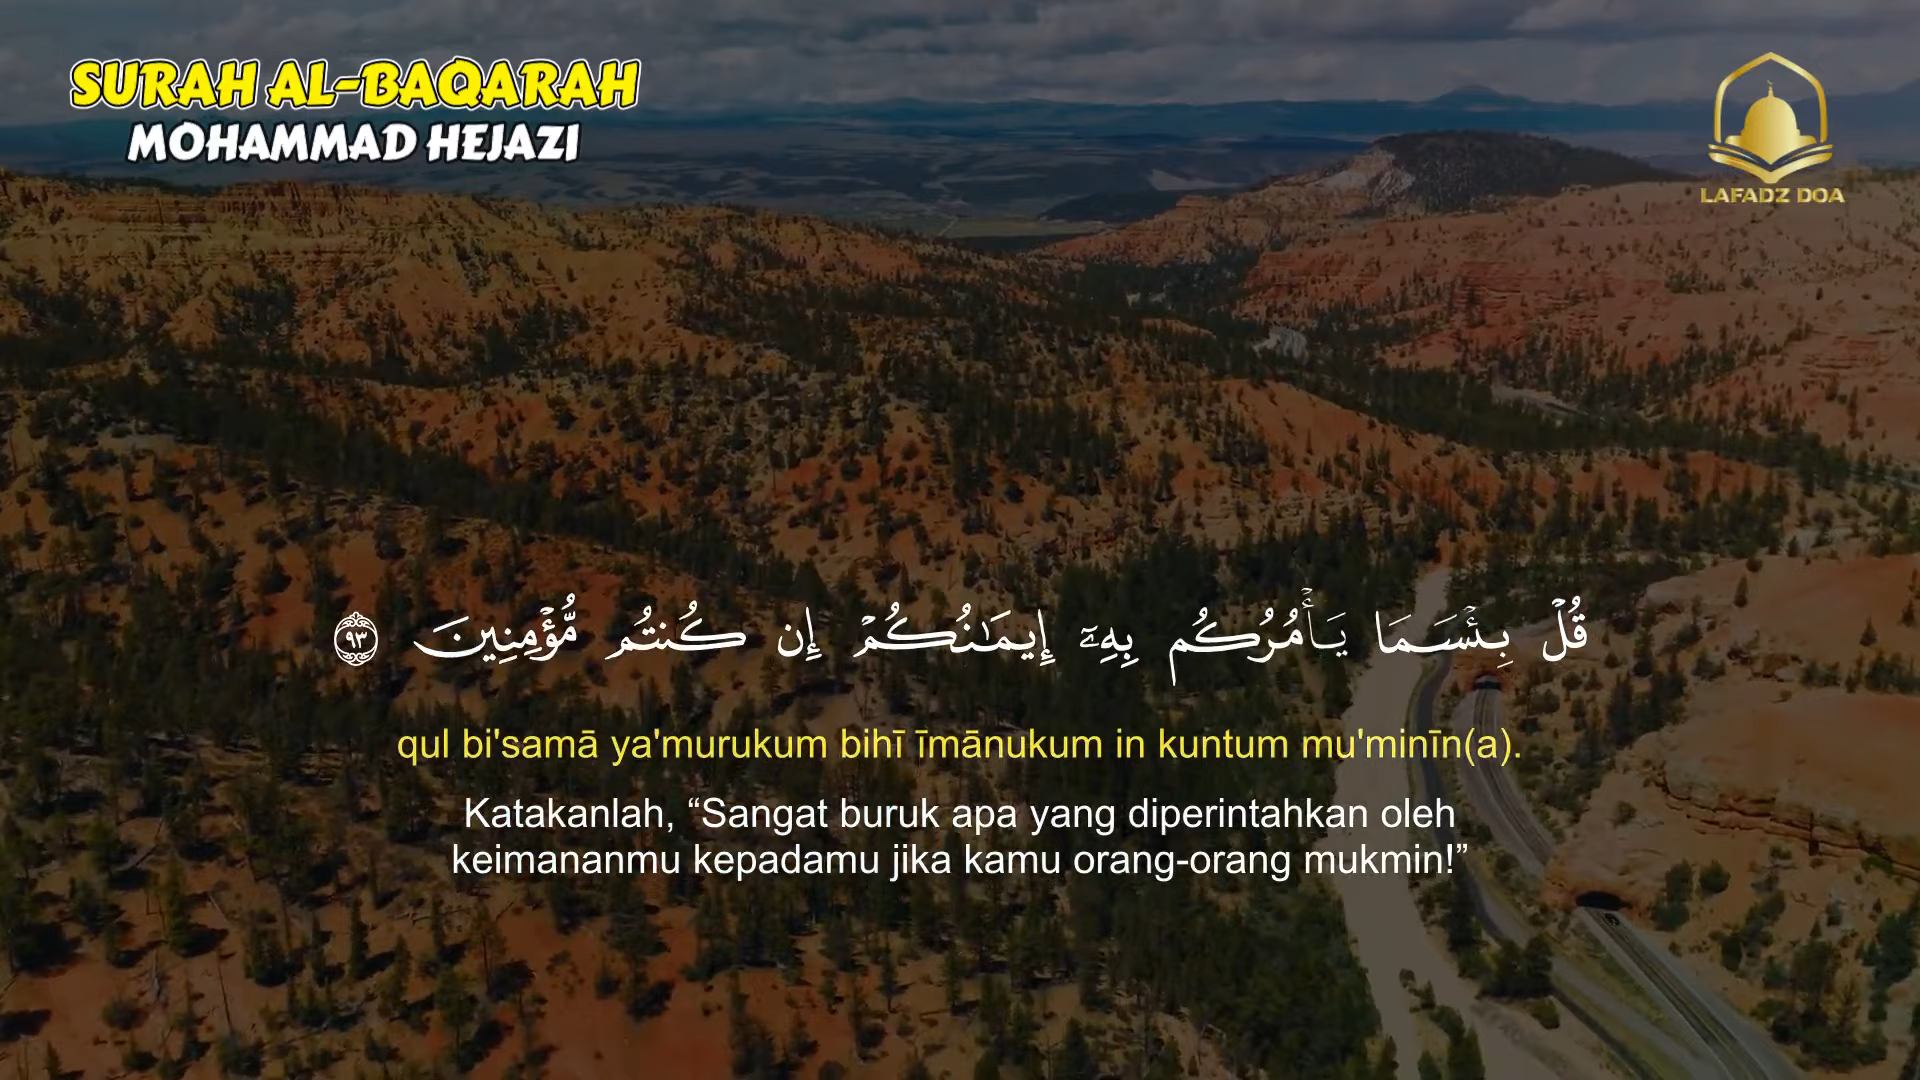 SURAH AL-BAQARAH
MOHAMMAD HEJAZI
LAFADZ DOA
قُلْ بِئْسَمَا يَأْمُرُكُم بِهِۦٓ إِيمَـٰنُكُمْ إِن كُنتُم مُّؤْمِنِينَ ٩٣
qul bi'samā ya'murukum bihī īmānukum in kuntum mu'minīn(a).
Katakanlah, “Sangat buruk apa yang diperintahkan oleh
keimananmu kepadamu jika kamu orang-orang mukmin!”